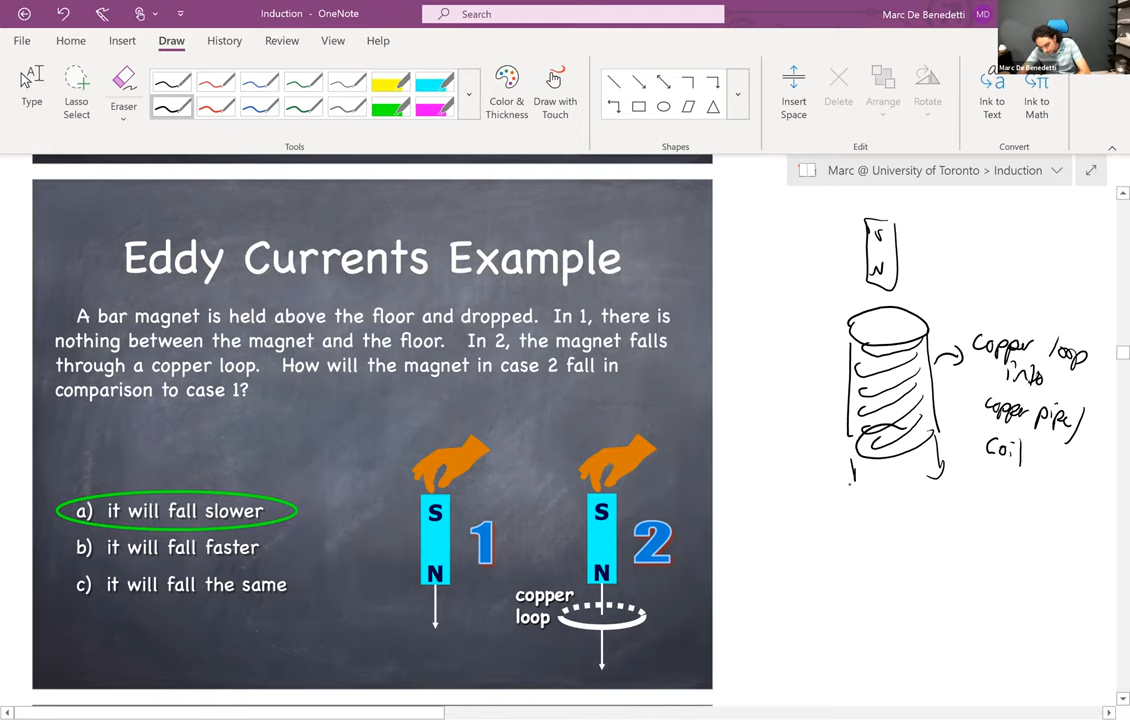 Induction - OneNote
Search
Marc De Benedetti
MD
File
Home
Insert
Draw
History
Review
View
Help
Type
Lasso
Select
Eraser
Color &
Thickness
Draw with
Touch
Insert
Space
Delete
Arrange
Rotate
Ink to
Text
Ink to
Math
Tools
Shapes
Edit
Convert
Marc De Benedetti
Marc @ University of Toronto > Induction
Eddy Currents Example
A bar magnet is held above the floor and dropped. In 1, there is
nothing between the magnet and the floor. In 2, the magnet falls
through a copper loop. How will the magnet in case 2 fall in
comparison to case 1?
a) it will fall slower
b) it will fall faster
c) it will fall the same
S
N
1
S
N
2
copper
loop
S
N
copper loop
into
copper pipe/
coil